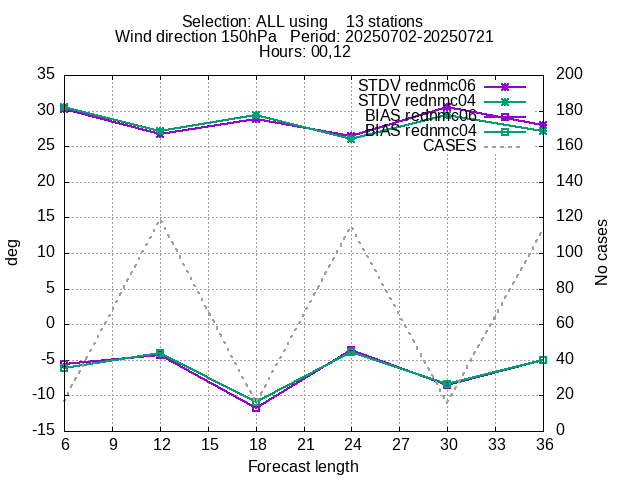 Selection: ALL using    13 stations
Wind direction 150hPa   Period: 20250702-20250721
Hours: 00,12
STDV rednmc06
STDV rednmc04
BIAS rednmc06
BIAS rednmc04
CASES
deg
35
30
25
20
15
10
5
0
-5
-10
-15
No cases
200
180
160
140
120
100
80
60
40
20
0
6 9 12 15 18 21 24 27 30 33 36
Forecast length